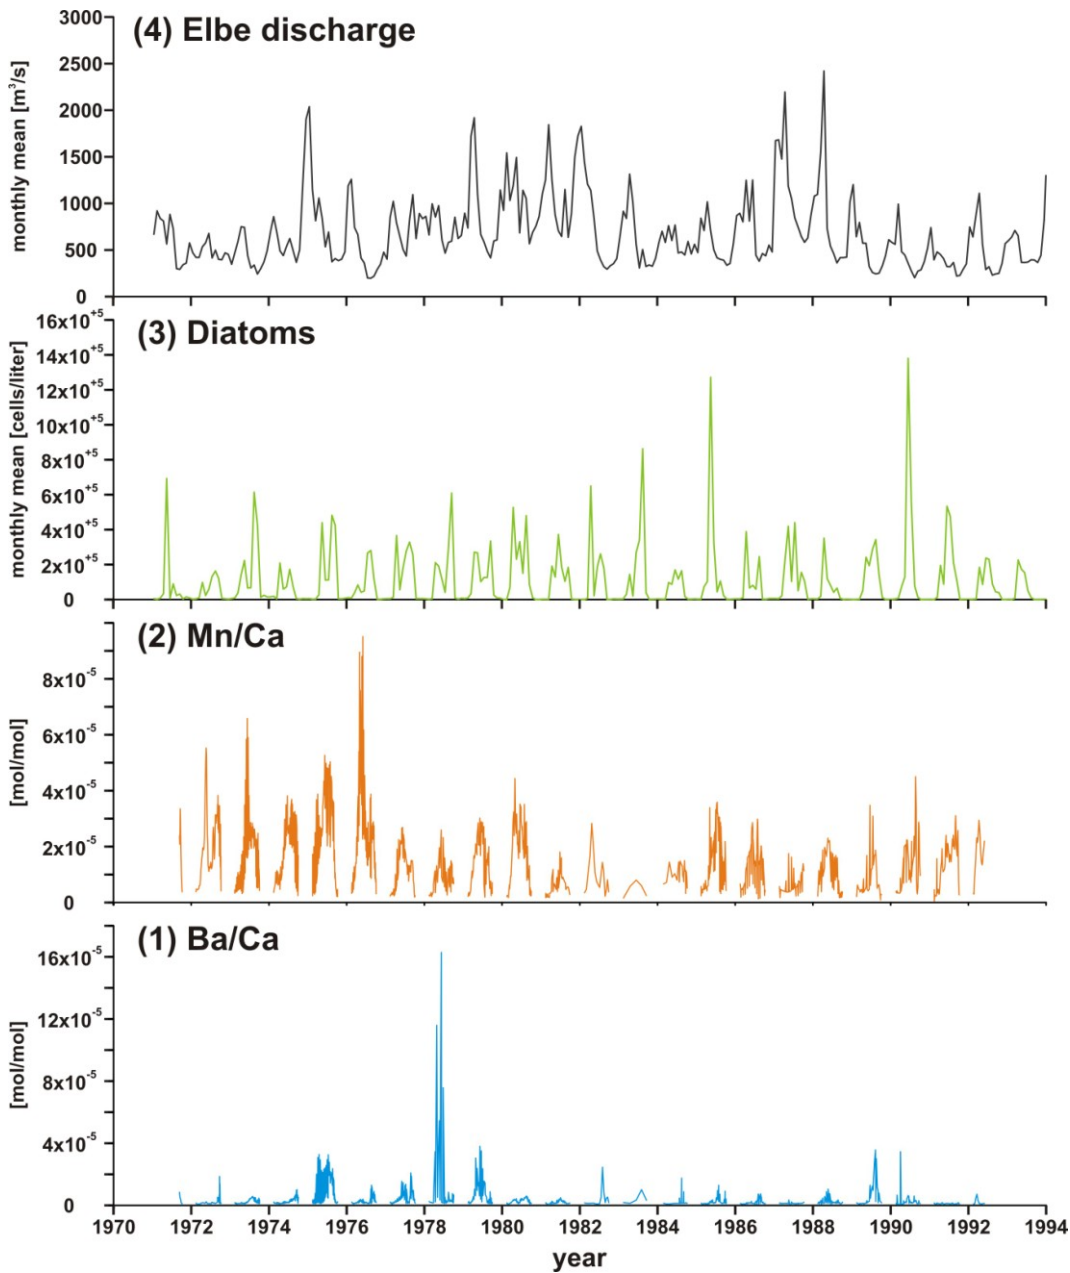 (4) Elbe discharge
monthly mean [m³/s]
3000
2500
2000
1500
1000
500
0
(3) Diatoms
monthly mean [cells/liter]
16x10⁺⁵
14x10⁺⁵
12x10⁺⁵
10x10⁺⁵
8x10⁺⁵
6x10⁺⁵
4x10⁺⁵
2x10⁺⁵
0
(2) Mn/Ca
[mol/mol]
8x10⁻⁵
6x10⁻⁵
4x10⁻⁵
2x10⁻⁵
0
(1) Ba/Ca
[mol/mol]
16x10⁻⁵
12x10⁻⁵
8x10⁻⁵
4x10⁻⁵
0
1970 1972 1974 1976 1978 1980 1982 1984 1986 1988 1990 1992 1994
year